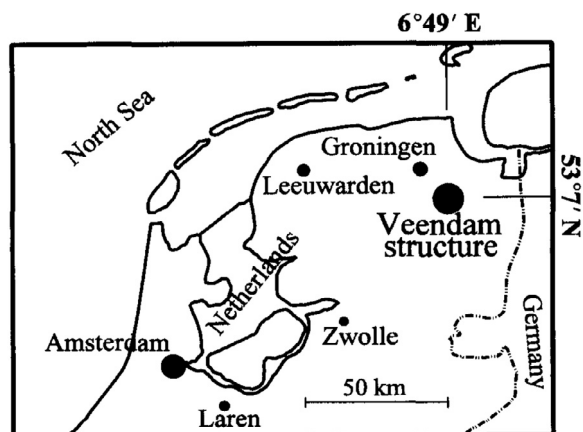 6°49′ E
North Sea
Groningen
Leeuwarden
53°7′ N
Veendam
structure
Netherlands
Germany
Amsterdam
Zwolle
50 km
Laren